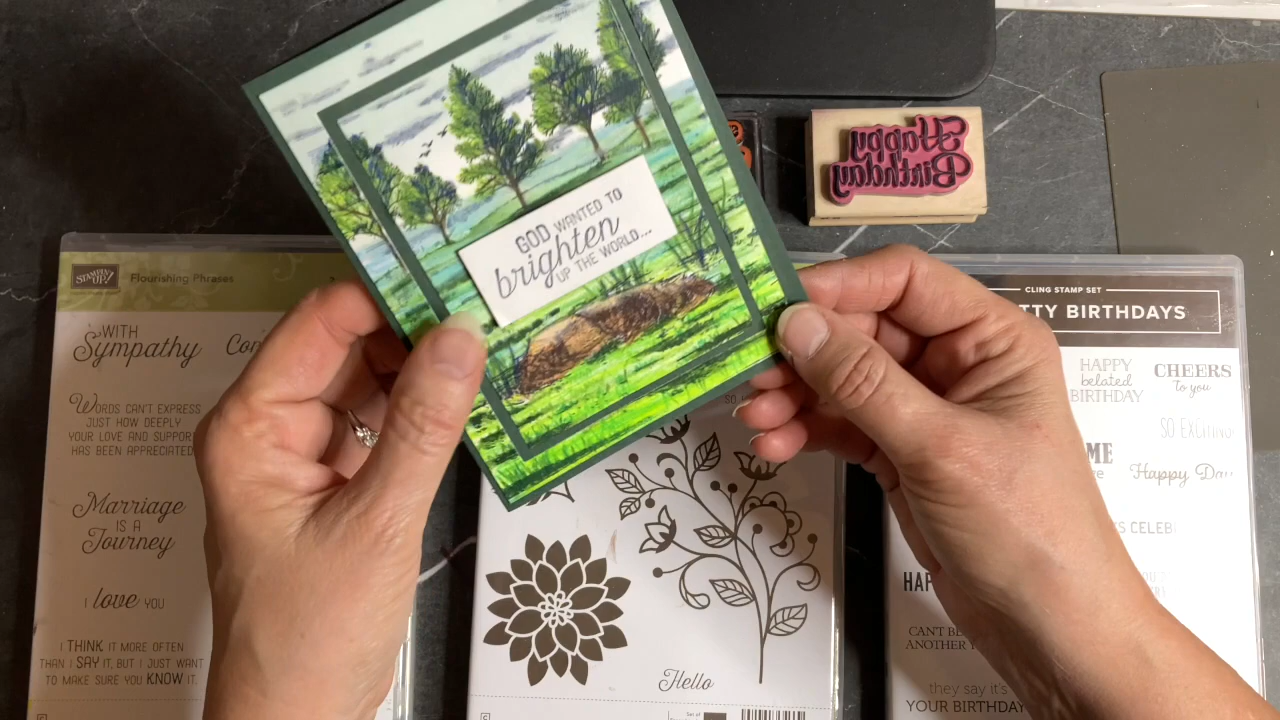 GOD WANTED TO
brighten
UP THE WORLD...
Happy
Birthday
STAMPIN' UP!
Flourishing Phrases
WITH
Sympathy
WORDS CAN'T EXPRESS
JUST HOW DEEPLY
YOUR LOVE AND SUPPORT
HAS BEEN APPRECIATED
Marriage
IS A
Journey
I love YOU
I THINK IT MORE OFTEN
THAN I SAY IT, BUT I JUST WANT
TO MAKE SURE YOU KNOW IT.
Hello
Set of
CLING STAMP SET
BIRTHDAYS
HAPPY
belated
BIRTHDAY
CHEERS
to you
SO EXCITING
Happy Day
CAN'T
ANOTHER
they say it's
YOUR BIRTHDAY